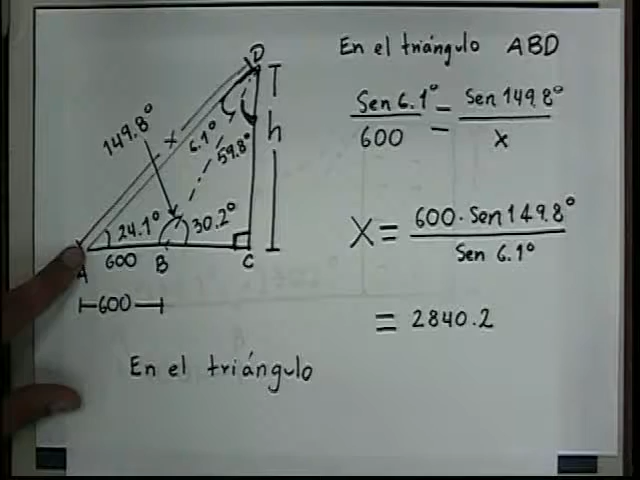 En el triángulo ABD
Sen 6.1° / 600 = Sen 149.8° / x
X = 600 · Sen 149.8° / Sen 6.1°
= 2840.2
D
T
h
x
6.1°
59.8°
149.8°
24.1°
30.2°
A
600
B
C
600
En el triángulo